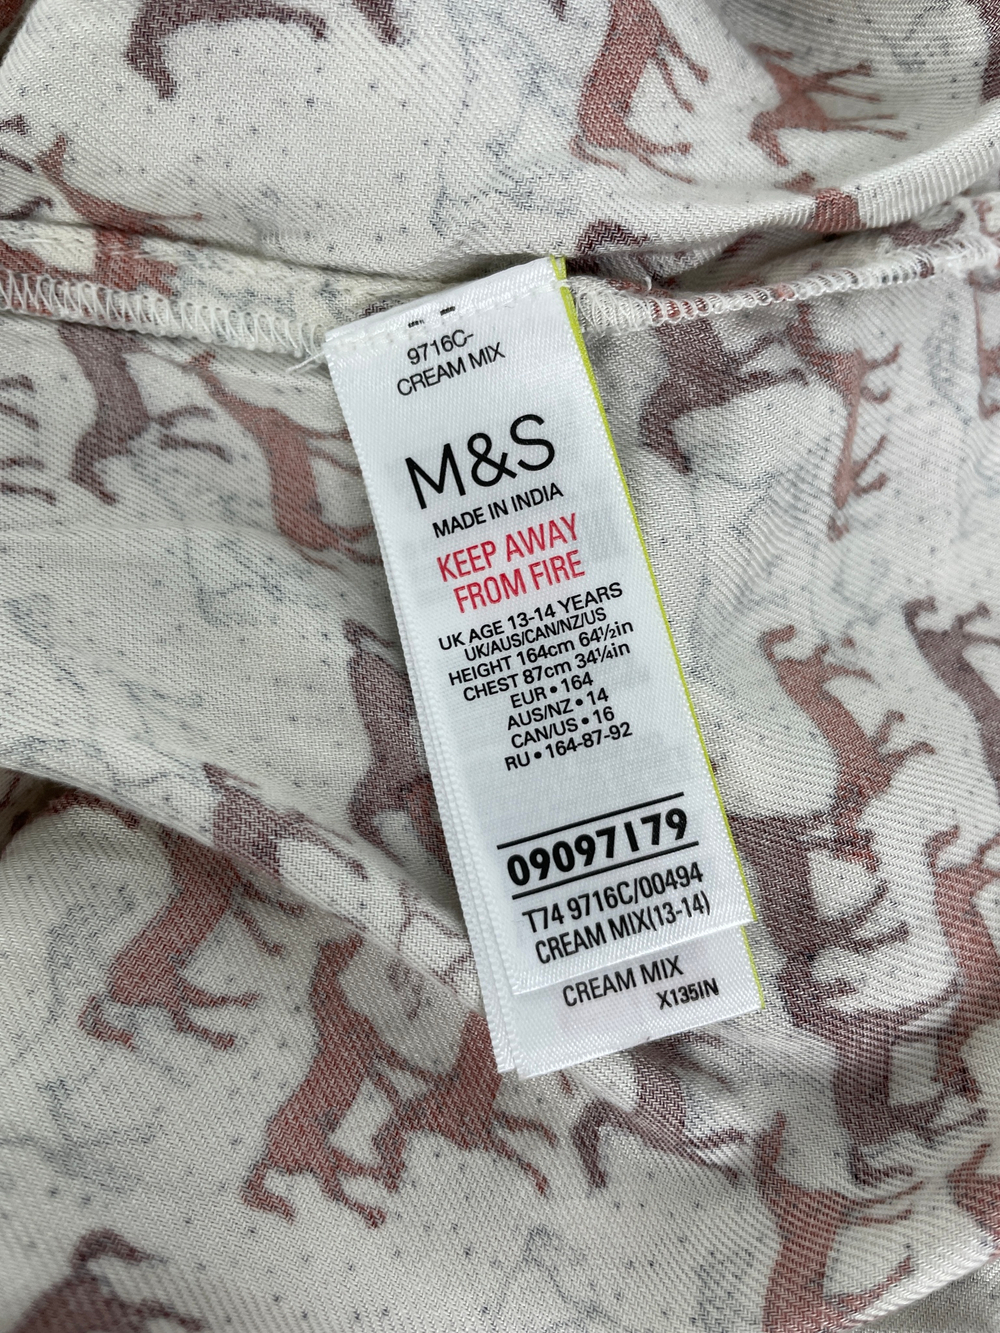 9716C-
CREAM MIX
M&S
MADE IN INDIA
KEEP AWAY
FROM FIRE
UK AGE 13-14 YEARS
UK/AUS/CAN/NZ/US
HEIGHT 164cm 64½in
CHEST 87cm 34¼in
EUR • 164
AUS/NZ • 14
CAN/US • 16
RU • 164-87-92
09097179
T74 9716C/00494
CREAM MIX(13-14)
CREAM MIX
X135IN